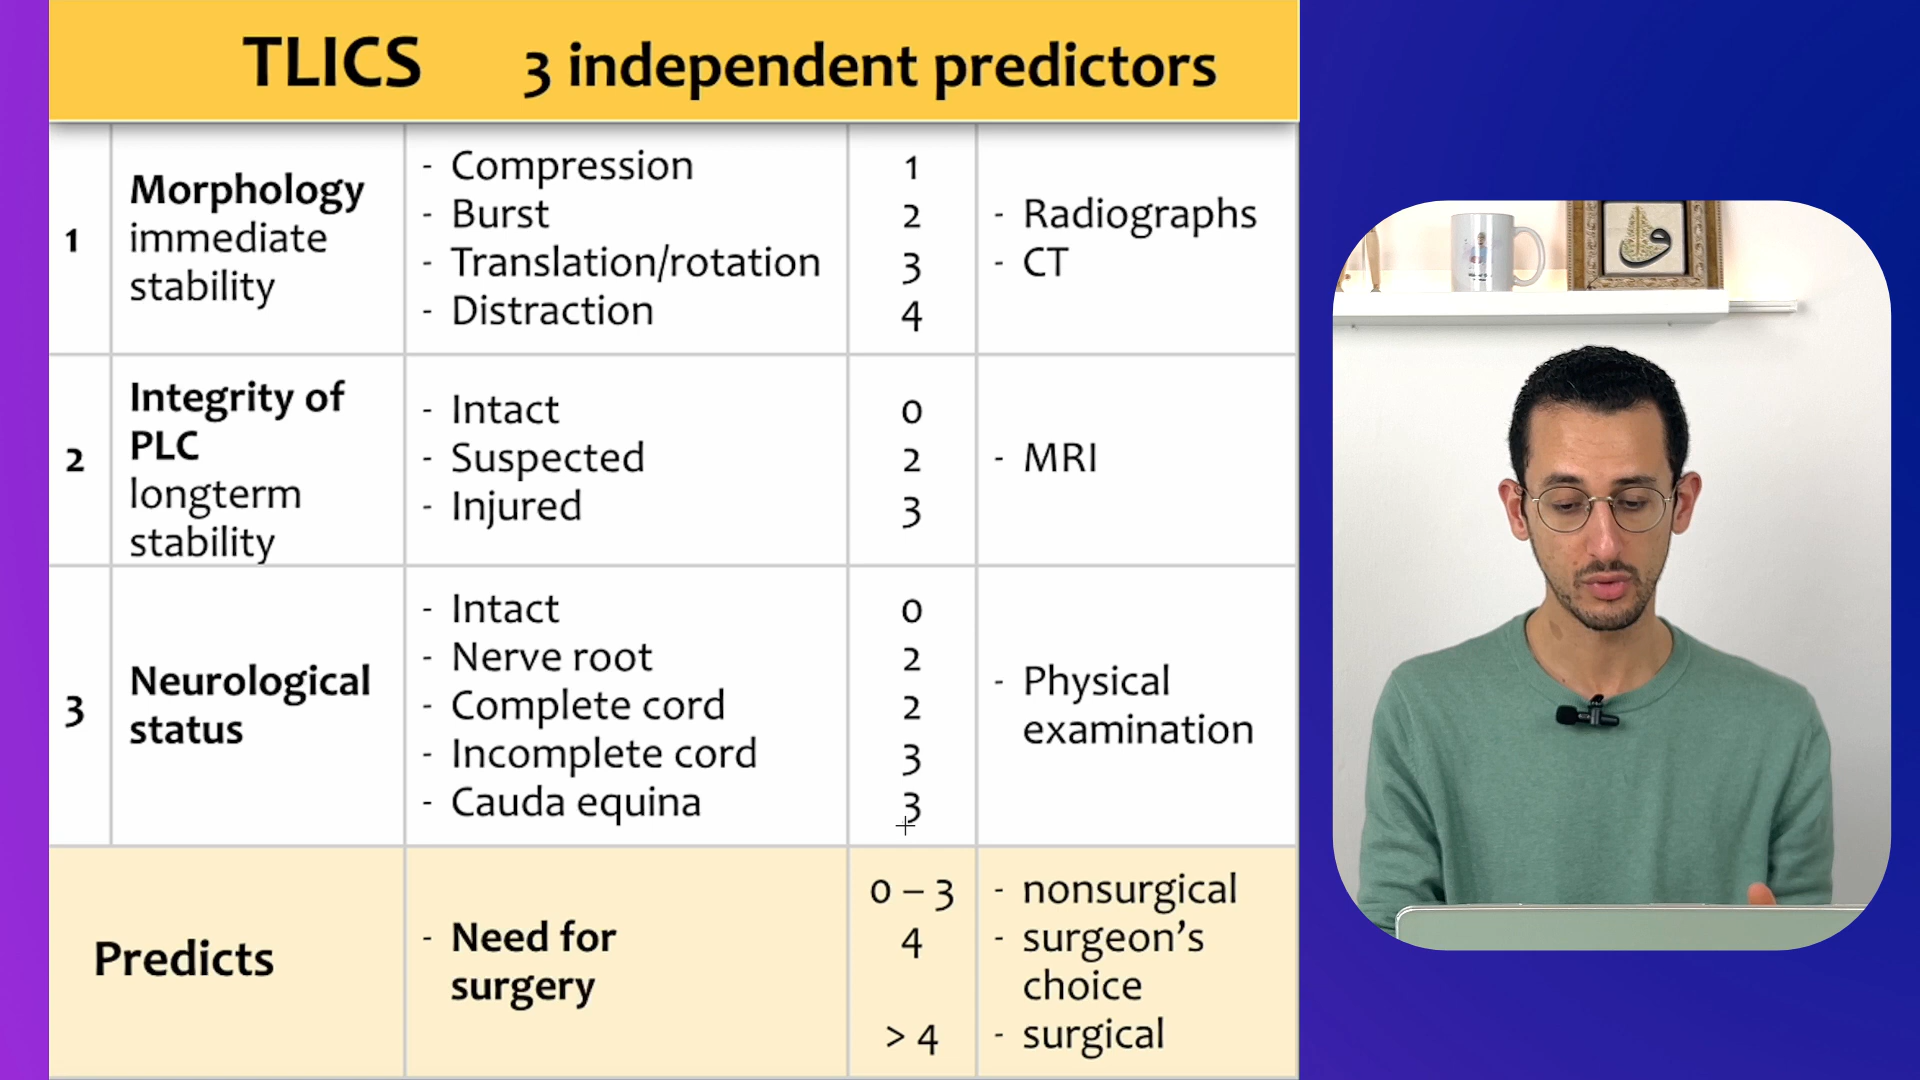 TLICS 3 independent predictors
1
Morphology
immediate
stability
- Compression 1
- Burst 2
- Translation/rotation 3
- Distraction 4
- Radiographs
- CT
2
Integrity of
PLC
longterm
stability
- Intact 0
- Suspected 2
- Injured 3
- MRI
3
Neurological
status
- Intact 0
- Nerve root 2
- Complete cord 2
- Incomplete cord 3
- Cauda equina 3
- Physical
examination
Predicts
- Need for
surgery
0 – 3 - nonsurgical
4 - surgeon’s
choice
> 4 - surgical
و